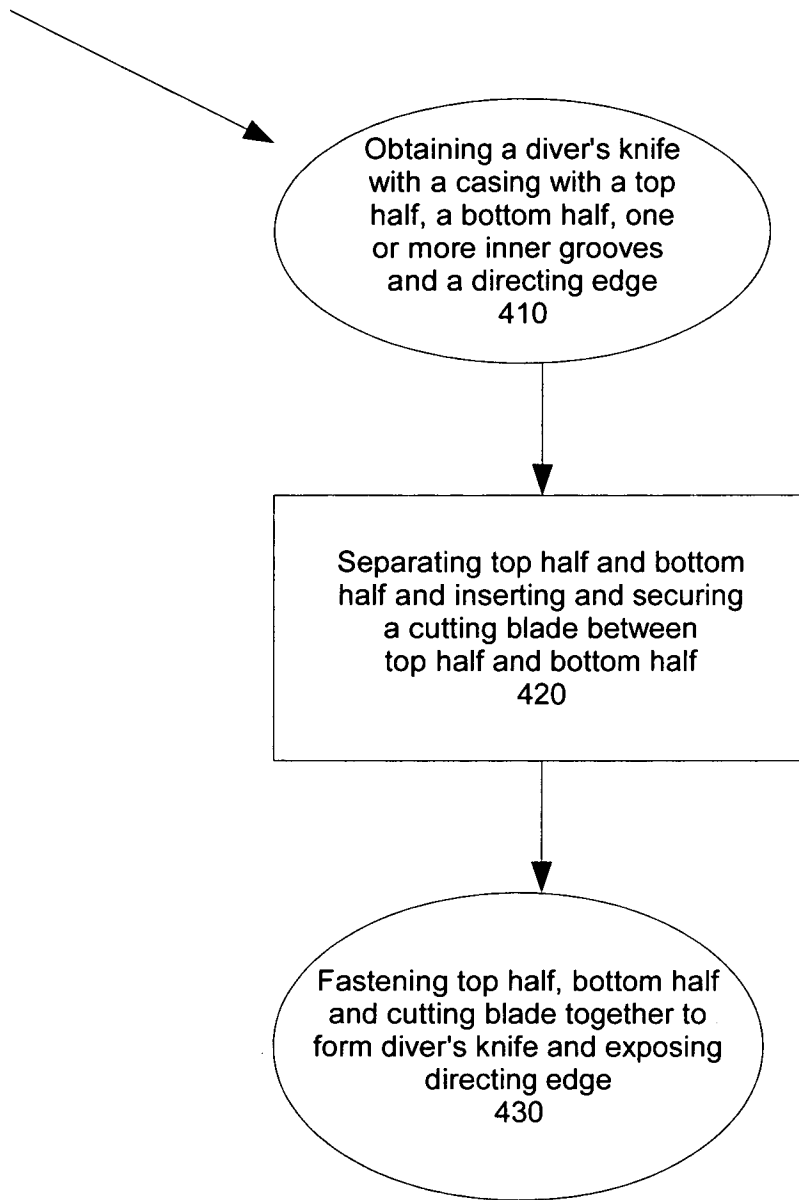 Obtaining a diver's knife
with a casing with a top
half, a bottom half, one
or more inner grooves
and a directing edge
410
Separating top half and bottom
half and inserting and securing
a cutting blade between
top half and bottom half
420
Fastening top half, bottom half
and cutting blade together to
form diver's knife and exposing
directing edge
430